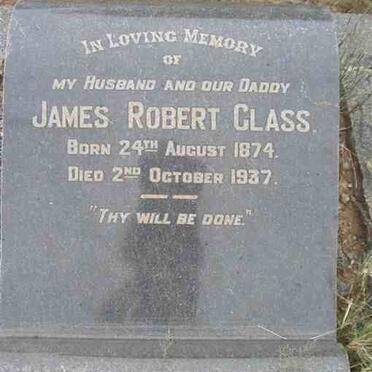 IN LOVING MEMORY
OF
MY HUSBAND AND OUR DADDY
JAMES ROBERT GLASS.
BORN 24TH AUGUST 1874.
DIED 2ND OCTOBER 1937.
"THY WILL BE DONE."